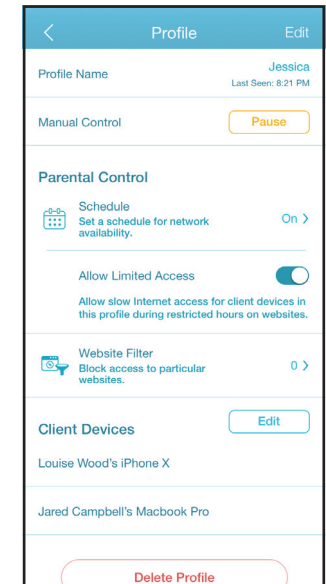 Profile
Edit
Profile Name
Jessica
Last Seen: 8:21 PM
Manual Control
Pause
Parental Control
Schedule
Set a schedule for network
availability.
On
Allow Limited Access
Allow slow Internet access for client devices in
this profile during restricted hours on websites.
Website Filter
Block access to particular
websites.
0
Client Devices
Edit
Louise Wood's iPhone X
Jared Campbell's Macbook Pro
Delete Profile